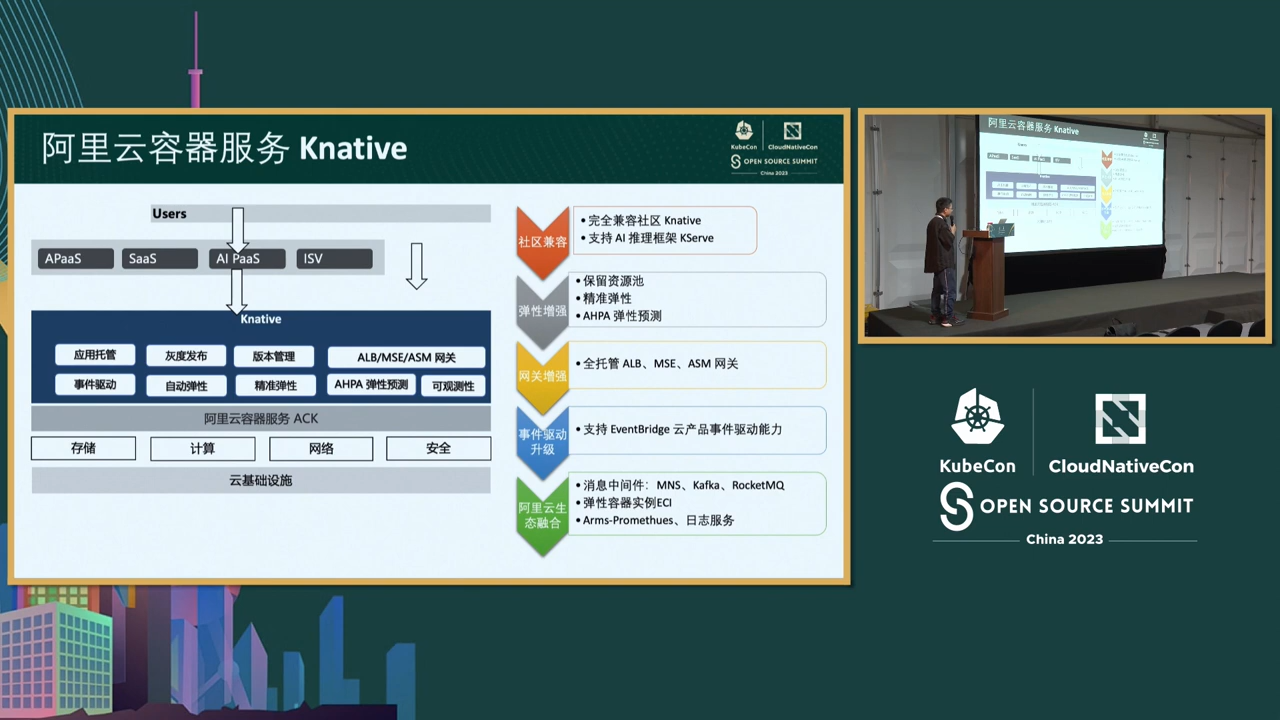 阿里云容器服务 Knative
KubeCon
CloudNativeCon
OPEN SOURCE SUMMIT
China 2023
Users
APaaS
SaaS
AI PaaS
ISV
Knative
应用托管
灰度发布
版本管理
ALB/MSE/ASM 网关
事件驱动
自动弹性
精准弹性
AHPA 弹性预测
可观测性
阿里云容器服务 ACK
存储
计算
网络
安全
云基础设施
社区兼容
• 完全兼容社区 Knative
• 支持 AI 推理框架 KServe
弹性增强
• 保留资源池
• 精准弹性
• AHPA 弹性预测
网关增强
• 全托管 ALB、MSE、ASM 网关
事件驱动
升级
• 支持 EventBridge 云产品事件驱动能力
阿里云生
态融合
• 消息中间件：MNS、Kafka、RocketMQ
• 弹性容器实例ECI
• Arms-Promethues、日志服务
阿里云容器服务 Knative
KubeCon
CloudNativeCon
OPEN SOURCE SUMMIT
China 2023